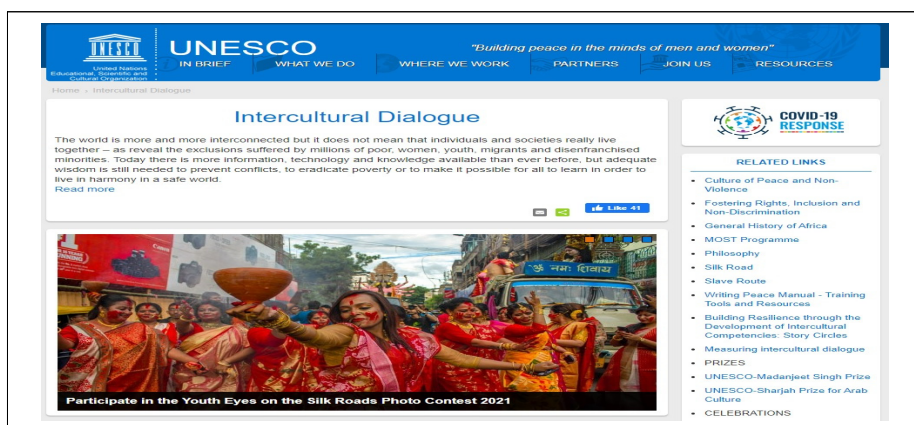 UNESCO
United Nations
Educational, Scientific and
Cultural Organization
UNESCO
"Building peace in the minds of men and women"
IN BRIEF WHAT WE DO WHERE WE WORK PARTNERS JOIN US RESOURCES
Home > Intercultural Dialogue
Intercultural Dialogue
The world is more and more interconnected but it does not mean that individuals and societies really live
together – as reveal the exclusions suffered by millions of poor, women, youth, migrants and disenfranchised
minorities. Today there is more information, technology and knowledge available than ever before, but adequate
wisdom is still needed to prevent conflicts, to eradicate poverty or to make it possible for all to learn in order to
live in harmony in a safe world.
Read more
Like 41
Canon
ॐ नमः शिवाय
Participate in the Youth Eyes on the Silk Roads Photo Contest 2021
COVID-19
RESPONSE
RELATED LINKS
• Culture of Peace and Non-
Violence
• Fostering Rights, Inclusion and
Non-Discrimination
• General History of Africa
• MOST Programme
• Philosophy
• Silk Road
• Slave Route
• Writing Peace Manual - Training
Tools and Resources
• Building Resilience through the
Development of Intercultural
Competencies: Story Circles
• Measuring intercultural dialogue
• PRIZES
• UNESCO-Madanjeet Singh Prize
• UNESCO-Sharjah Prize for Arab
Culture
• CELEBRATIONS